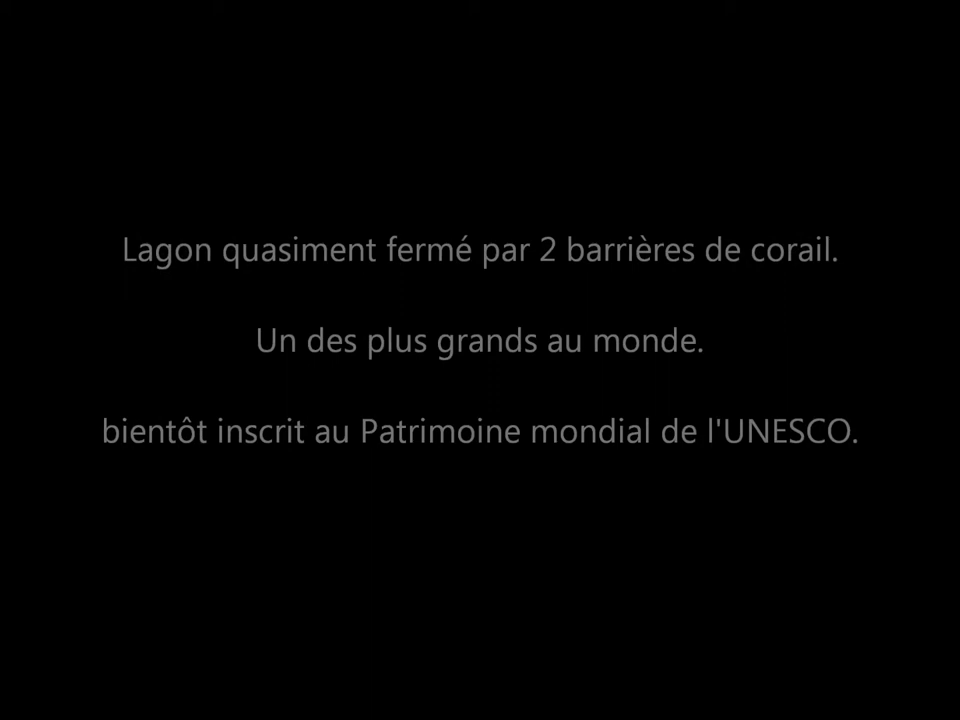 Lagon quasiment fermé par 2 barrières de corail.
Un des plus grands au monde.
bientôt inscrit au Patrimoine mondial de l'UNESCO.